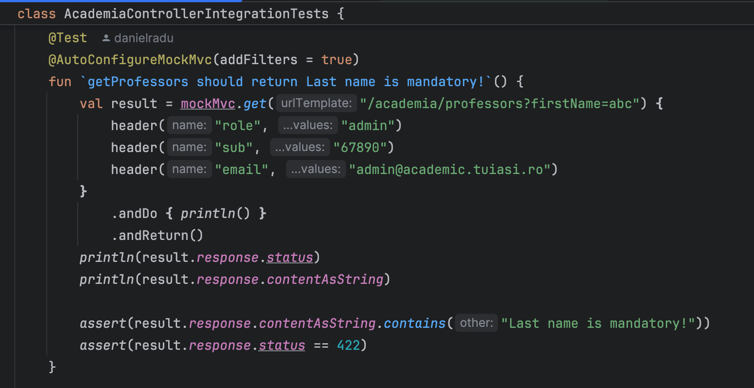 class AcademiaControllerIntegrationTests {
@Test danielradu
@AutoConfigureMockMvc(addFilters = true)
fun `getProfessors should return Last name is mandatory!`() {
val result = mockMvc.get( urlTemplate: "/academia/professors?firstName=abc") {
header( name: "role", ...values: "admin")
header( name: "sub", ...values: "67890")
header( name: "email", ...values: "admin@academic.tuiasi.ro")
}
.andDo { println() }
.andReturn()
println(result.response.status)
println(result.response.contentAsString)
assert(result.response.contentAsString.contains( other: "Last name is mandatory!"))
assert(result.response.status == 422)
}